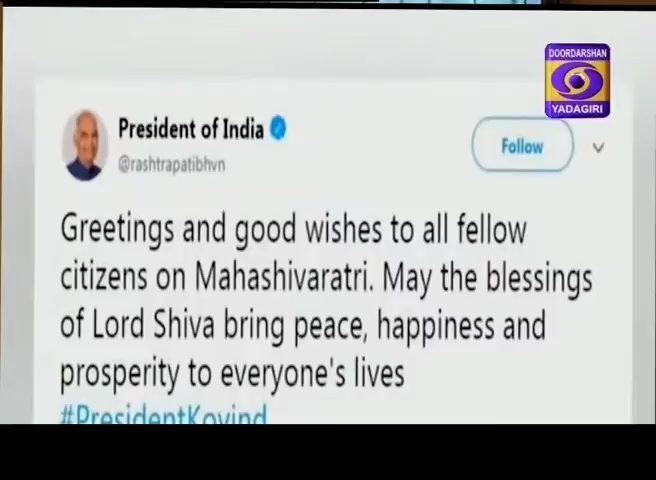 DOORDARSHAN
YADAGIRI
President of India
@rashtrapatibhvn
Follow
Greetings and good wishes to all fellow
citizens on Mahashivaratri. May the blessings
of Lord Shiva bring peace, happiness and
prosperity to everyone's lives
#PresidentKovind